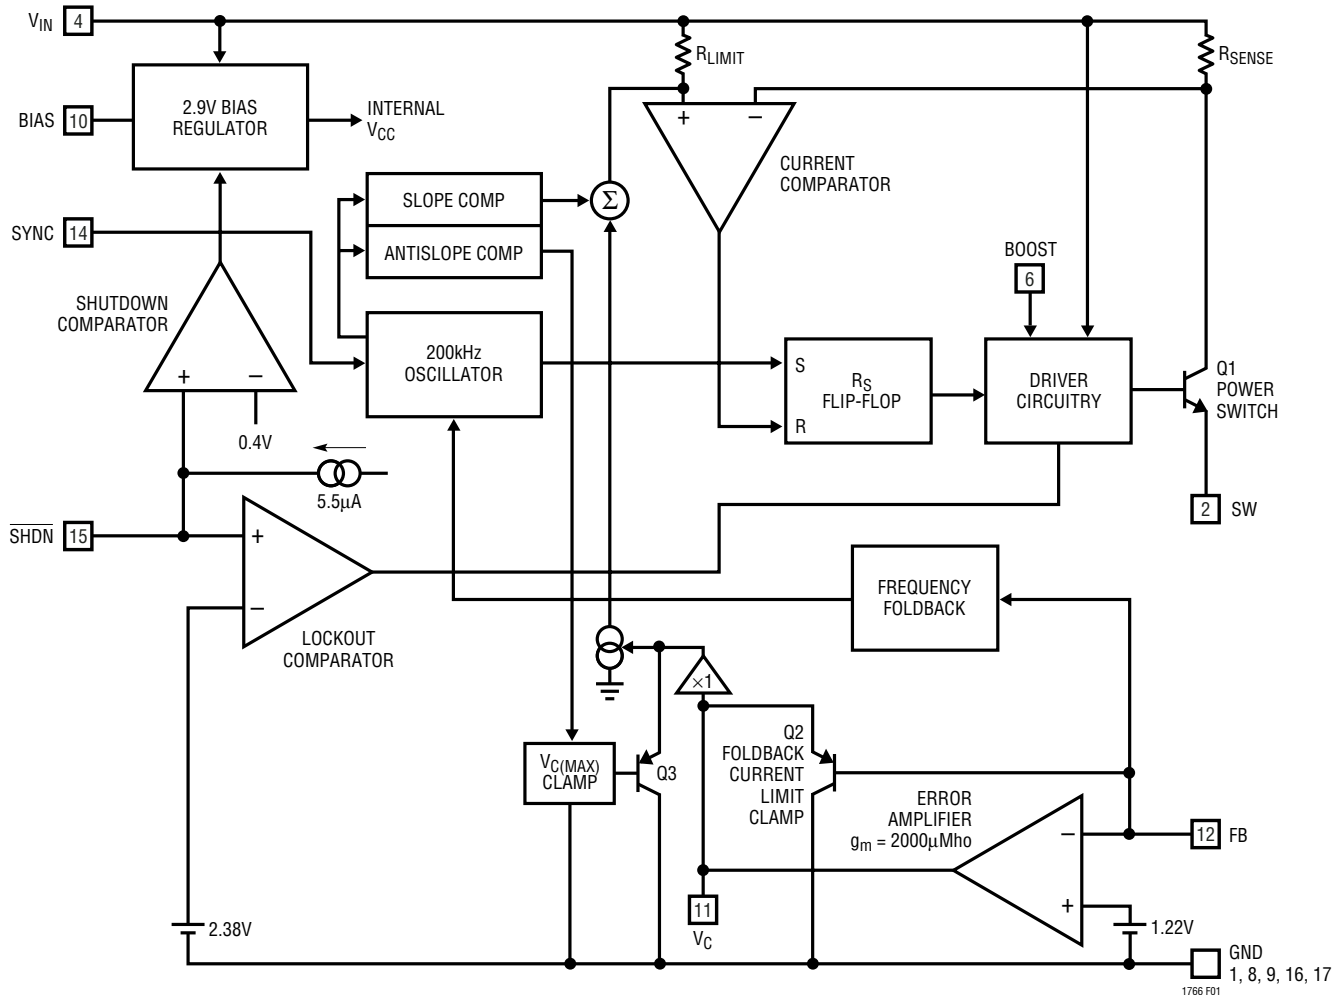 VIN 4
RLIMIT
RSENSE
2.9V BIAS
REGULATOR
INTERNAL
VCC
BIAS 10
+
–
CURRENT
COMPARATOR
SLOPE COMP
Σ
ANTISLOPE COMP
SYNC 14
BOOST
6
SHUTDOWN
COMPARATOR
+
–
0.4V
200kHz
OSCILLATOR
S
R
RS
FLIP-FLOP
DRIVER
CIRCUITRY
Q1
POWER
SWITCH
5.5µA
2 SW
SHDN 15
+
–
LOCKOUT
COMPARATOR
FREQUENCY
FOLDBACK
×1
VC(MAX)
CLAMP
Q3
Q2
FOLDBACK
CURRENT
LIMIT
CLAMP
ERROR
AMPLIFIER
gm = 2000µMho
–
+
12 FB
11
VC
2.38V
1.22V
GND
1, 8, 9, 16, 17
1766 F01